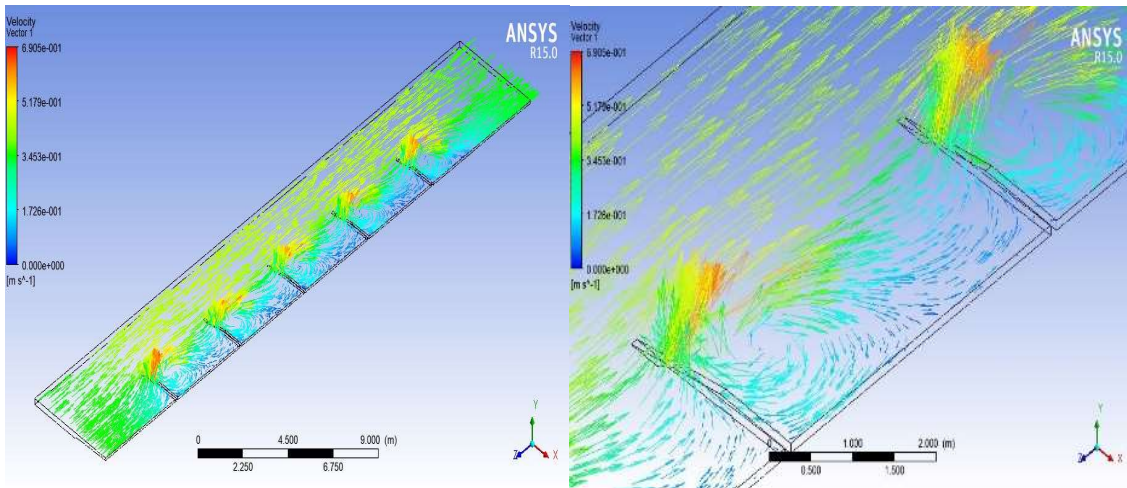 Velocity
Vector 1
6.905e-001
5.179e-001
3.453e-001
1.726e-001
0.000e+000
[m s^-1]
ANSYS
R15.0
0
4.500
9.000 (m)
2.250
6.750
Y
Z
X
Velocity
Vector 1
6.905e-001
5.179e-001
3.453e-001
1.726e-001
0.000e+000
[m s^-1]
ANSYS
R15.0
0
1.000
2.000 (m)
0.500
1.500
Y
Z
X